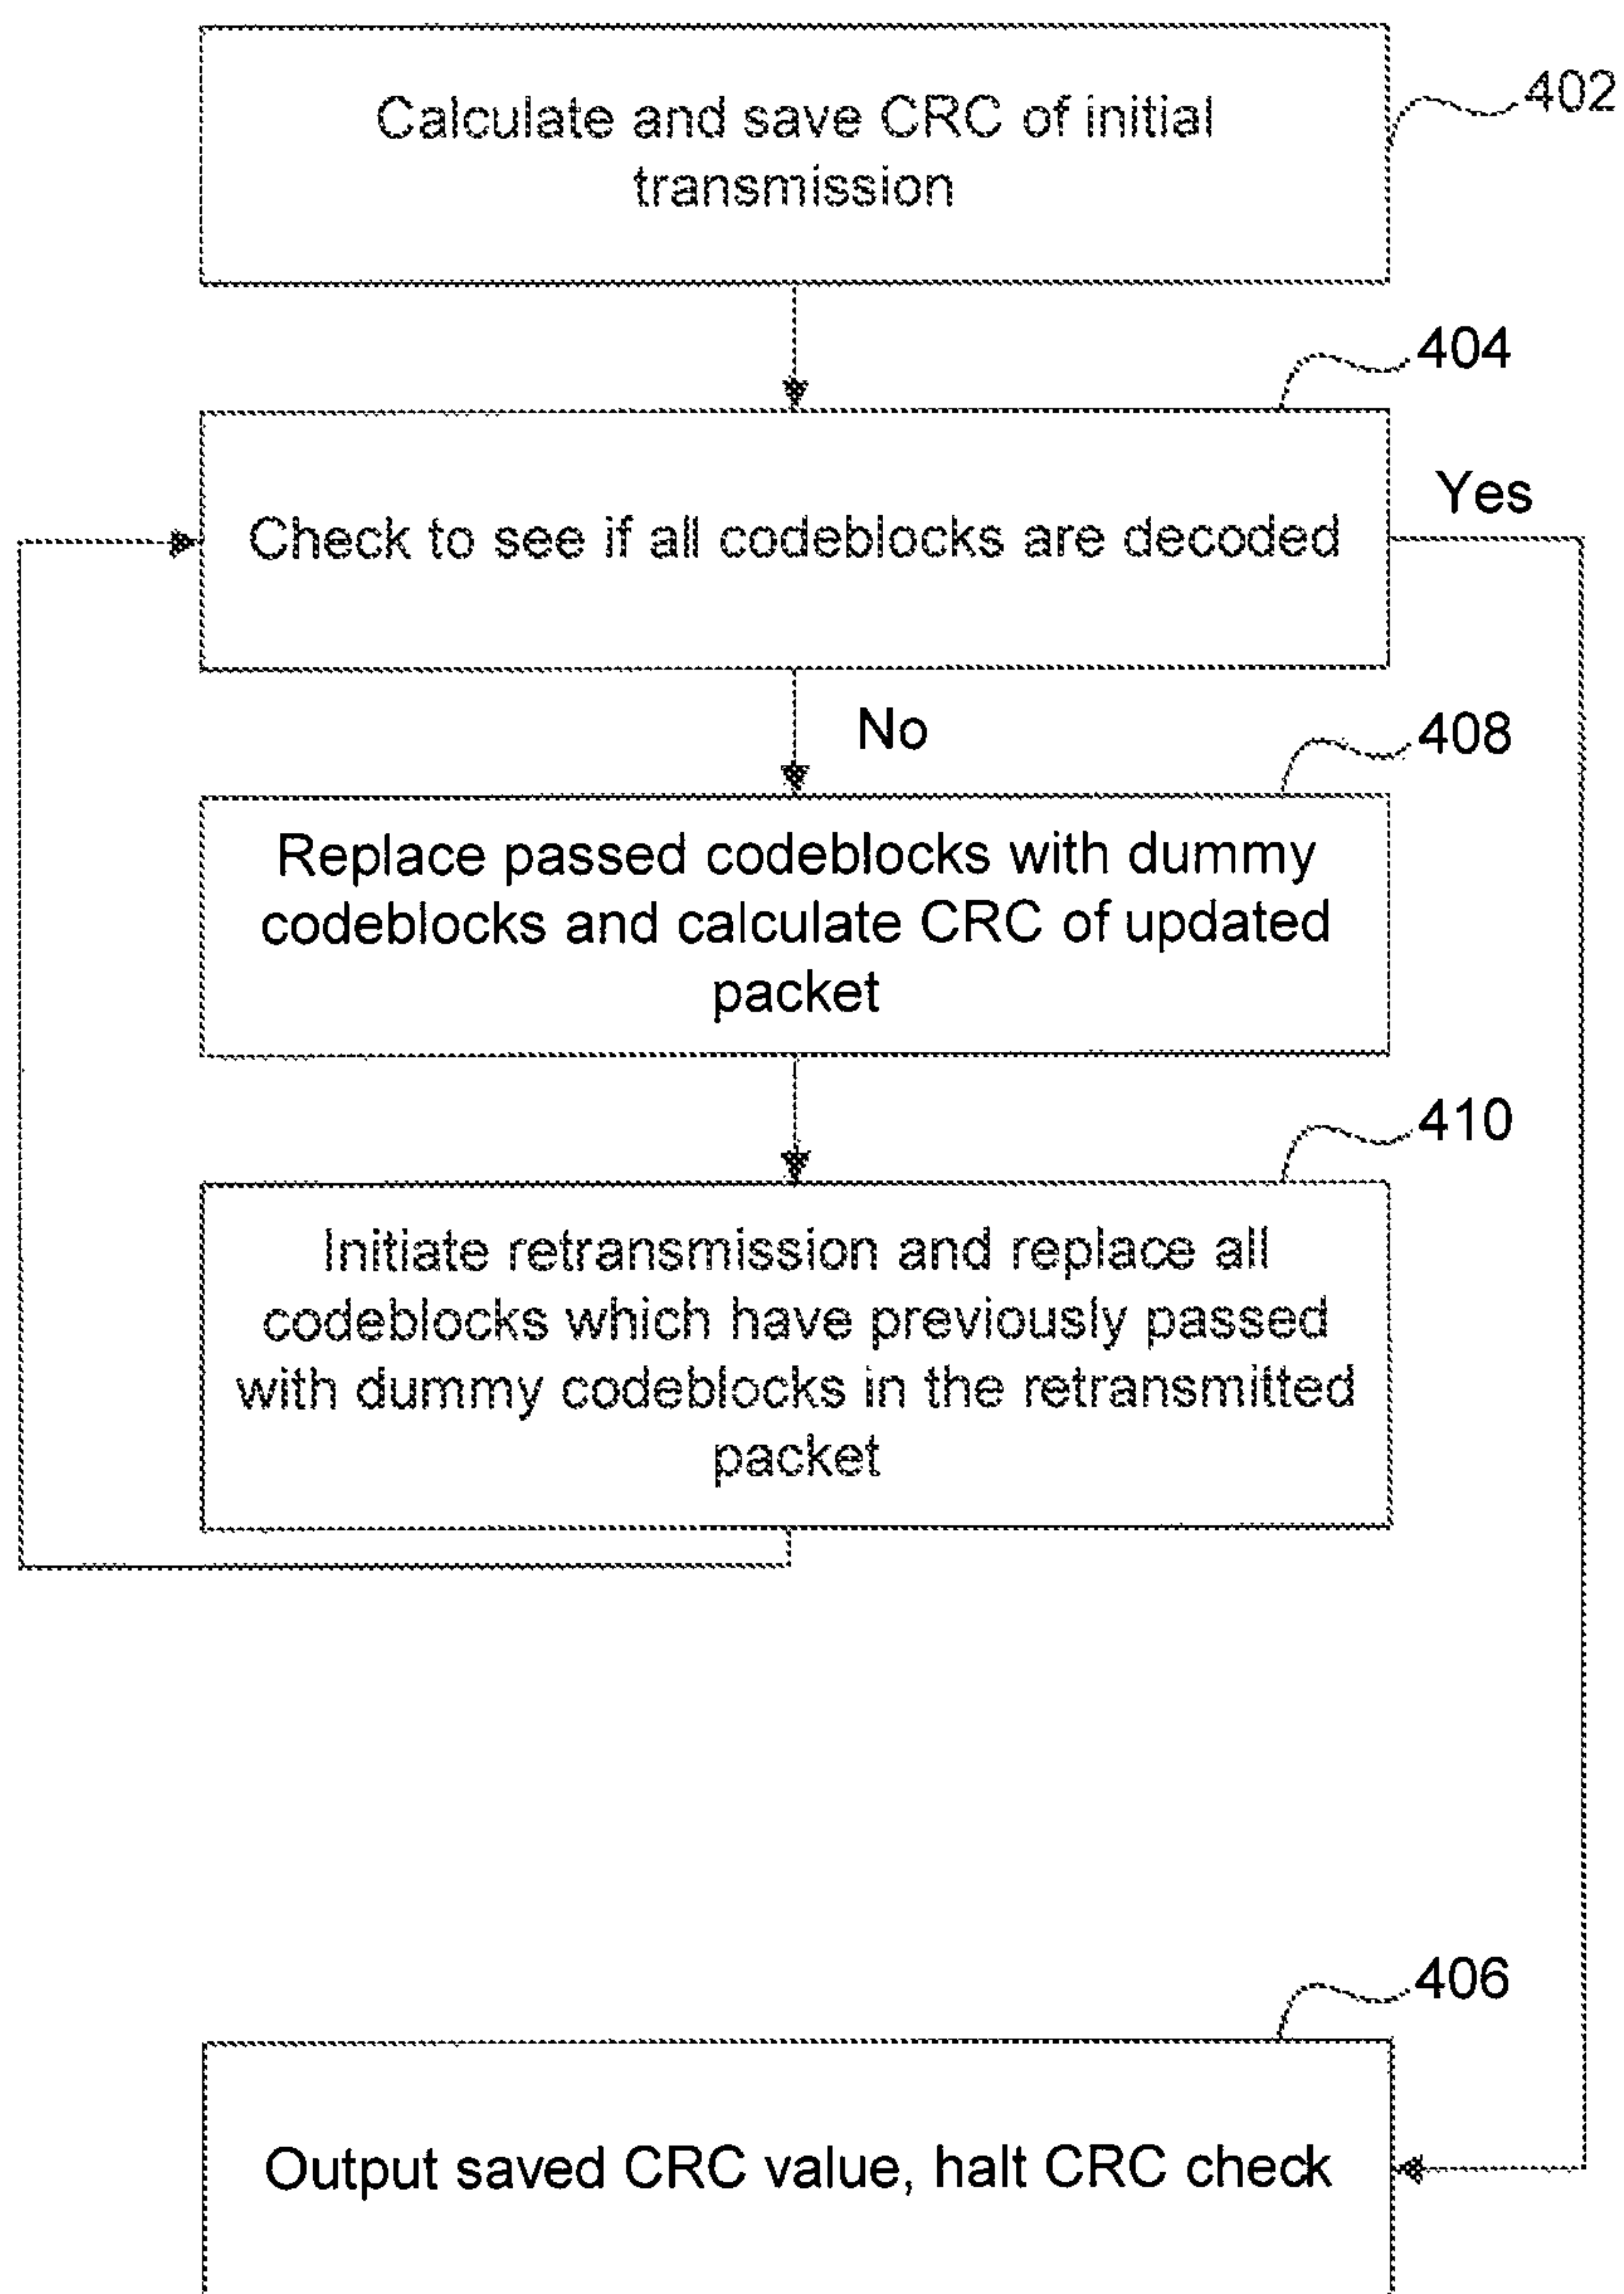 Calculate and save CRC of initial
transmission
402
404
Check to see if all codeblocks are decoded
Yes
No
408
Replace passed codeblocks with dummy
codeblocks and calculate CRC of updated
packet
410
Initiate retransmission and replace all
codeblocks which have previously passed
with dummy codeblocks in the retransmitted
packet
406
Output saved CRC value, halt CRC check